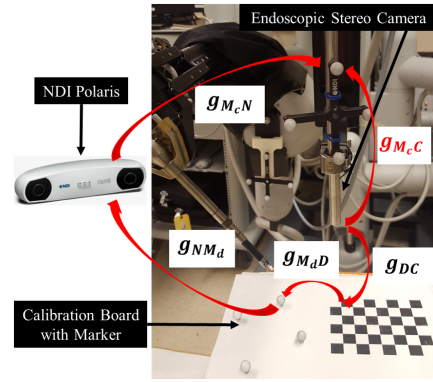 Endoscopic Stereo Camera
NDI Polaris
g_{M_cN}
g_{M_cC}
g_{NM_d}
g_{M_dD}
g_{DC}
Calibration Board
with Marker
NDI